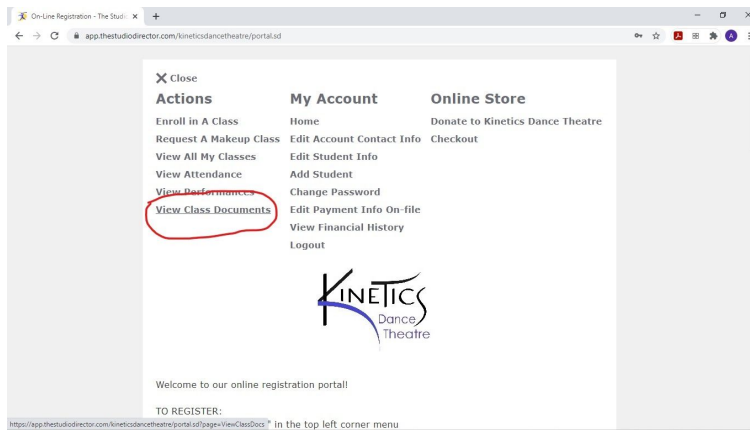 On-Line Registration - The Studio
app.thestudiodirector.com/kineticsdancetheatre/portal.sd
A
Close
Actions
Enroll in A Class
Request A Makeup Class
View All My Classes
View Attendance
View Performances
View Class Documents
My Account
Home
Edit Account Contact Info
Edit Student Info
Add Student
Change Password
Edit Payment Info On-file
View Financial History
Logout
Online Store
Donate to Kinetics Dance Theatre
Checkout
KINETICS
Dance
Theatre
Welcome to our online registration portal!
TO REGISTER:
" in the top left corner menu
https://app.thestudiodirector.com/kineticsdancetheatre/portal.sd?page=ViewClassDocs